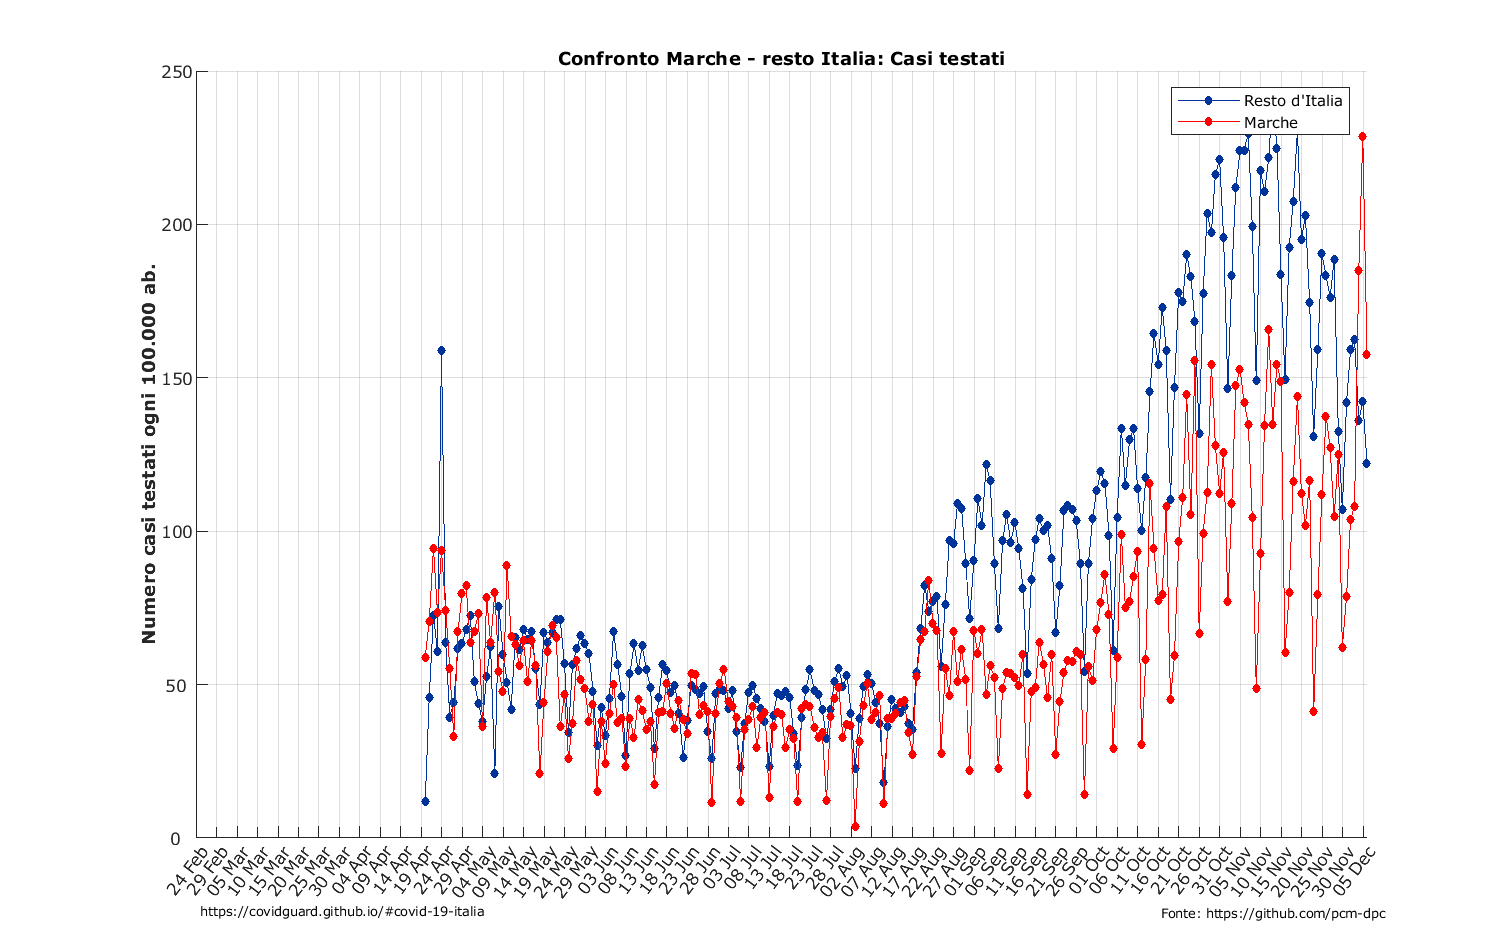 Confronto Marche - resto Italia: Casi testati
250
200
150
100
50
0
Numero casi testati ogni 100.000 ab.
Resto d'Italia
Marche
24 Feb
29 Feb
05 Mar
10 Mar
15 Mar
20 Mar
25 Mar
30 Mar
04 Apr
09 Apr
14 Apr
19 Apr
24 Apr
29 Apr
04 May
09 May
14 May
19 May
24 May
29 May
03 Jun
08 Jun
13 Jun
18 Jun
23 Jun
28 Jun
03 Jul
08 Jul
13 Jul
18 Jul
23 Jul
28 Jul
02 Aug
07 Aug
12 Aug
17 Aug
22 Aug
27 Aug
01 Sep
06 Sep
11 Sep
16 Sep
21 Sep
26 Sep
01 Oct
06 Oct
11 Oct
16 Oct
21 Oct
26 Oct
31 Oct
05 Nov
10 Nov
15 Nov
20 Nov
25 Nov
30 Nov
05 Dec
https://covidguard.github.io/#covid-19-italia
Fonte: https://github.com/pcm-dpc